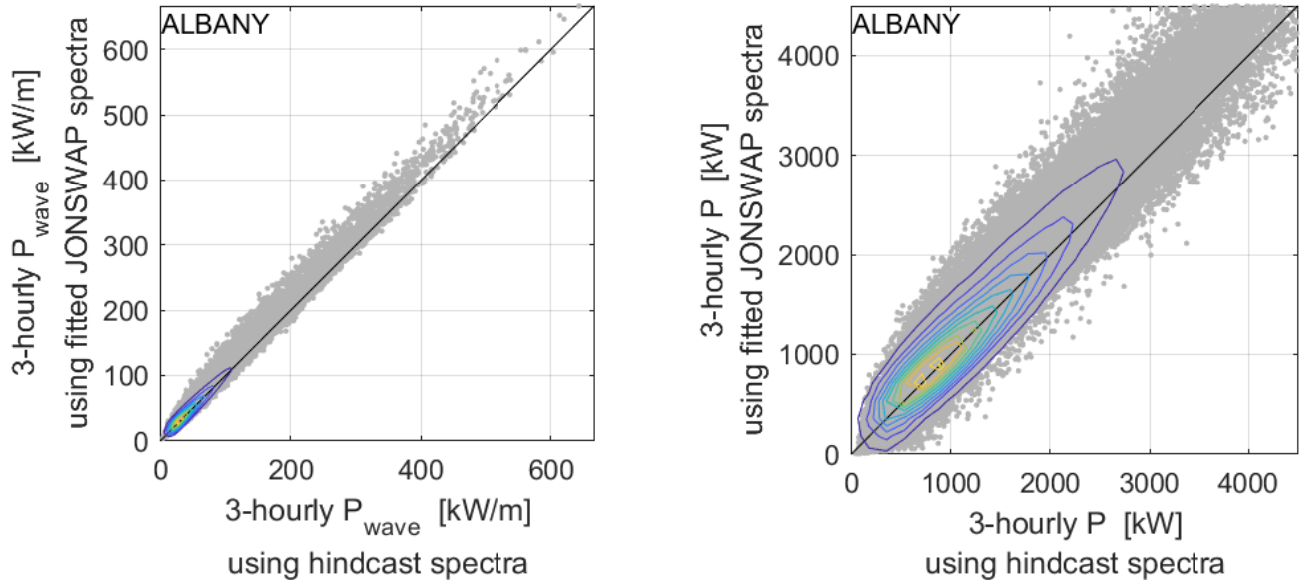 ALBANY
3-hourly P_wave [kW/m]
using fitted JONSWAP spectra
600
500
400
300
200
100
0
0 200 400 600
3-hourly P_wave [kW/m]
using hindcast spectra
ALBANY
3-hourly P [kW]
using fitted JONSWAP spectra
4000
3000
2000
1000
0
0 1000 2000 3000 4000
3-hourly P [kW]
using hindcast spectra